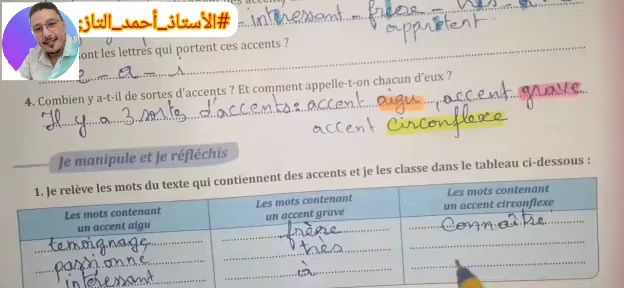 #الأستاذ_أحمد_التازي
intéressant - frère - très - à
apprêtent.
ont les lettres qui portent ces accents ?
e - a - i
4. Combien y a-t-il de sortes d'accents ? Et comment appelle-t-on chacun d'eux ?
Il y a 3 sortes d'accents: accent aigu, accent grave
accent circonflexe
Je manipule et je réfléchis
1. Je relève les mots du texte qui contiennent des accents et je les classe dans le tableau ci-dessous :
Les mots contenant un accent aigu
Les mots contenant un accent grave
Les mots contenant un accent circonflexe
témoignage frère connaître
passionné très
intéressant à